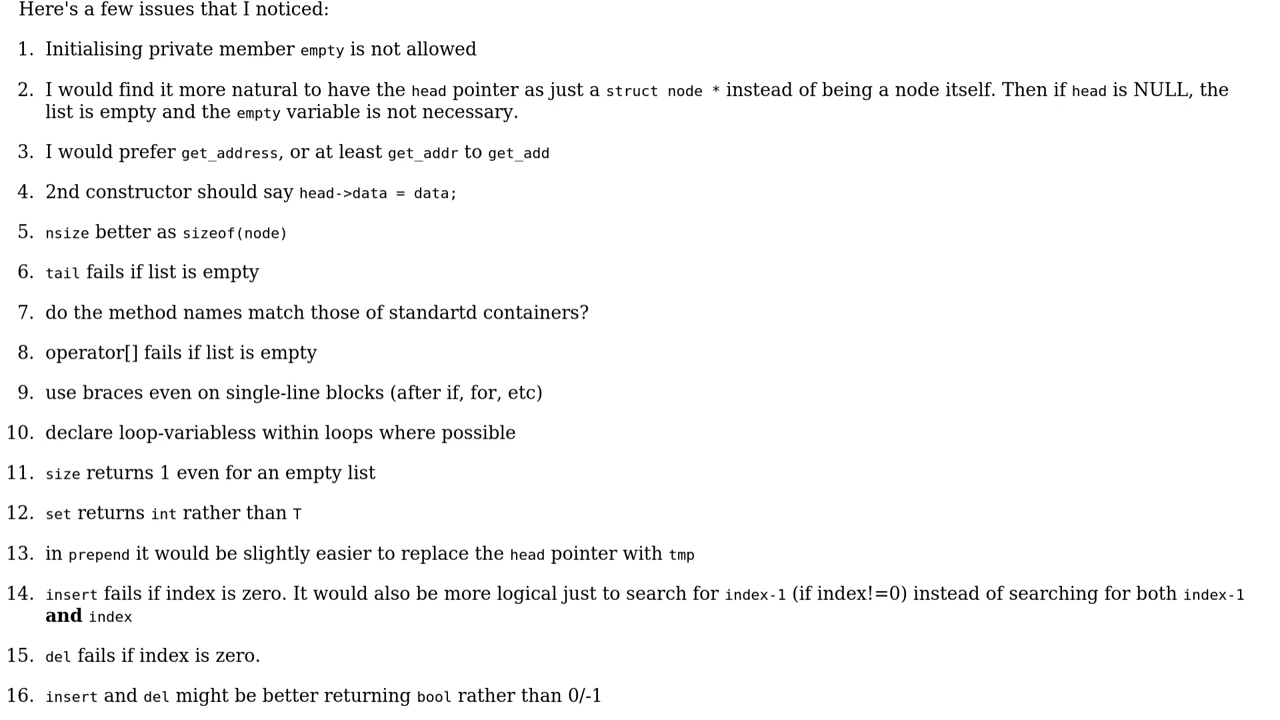 Here's a few issues that I noticed:
1. Initialising private member empty is not allowed
2. I would find it more natural to have the head pointer as just a struct node * instead of being a node itself. Then if head is NULL, the
list is empty and the empty variable is not necessary.
3. I would prefer get_address, or at least get_addr to get_add
4. 2nd constructor should say head->data = data;
5. nsize better as sizeof(node)
6. tail fails if list is empty
7. do the method names match those of standartd containers?
8. operator[] fails if list is empty
9. use braces even on single-line blocks (after if, for, etc)
10. declare loop-variabless within loops where possible
11. size returns 1 even for an empty list
12. set returns int rather than T
13. in prepend it would be slightly easier to replace the head pointer with tmp
14. insert fails if index is zero. It would also be more logical just to search for index-1 (if index!=0) instead of searching for both index-1
and index
15. del fails if index is zero.
16. insert and del might be better returning bool rather than 0/-1